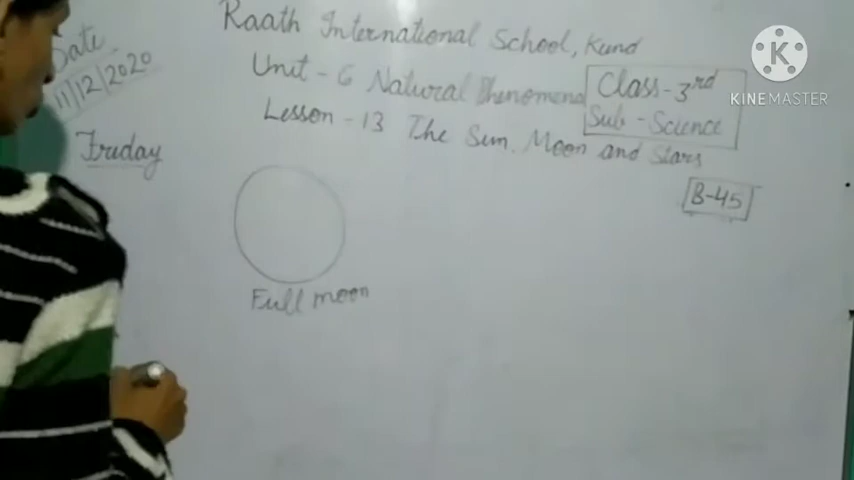 Raath International School, Kund
Date
11/12/2020
Friday
Unit - 6 Natural Phenomena
Class - 3rd
Sub - Science
Lesson - 13 The Sun, Moon and Stars
B-45
Full moon
K
KINEMASTER